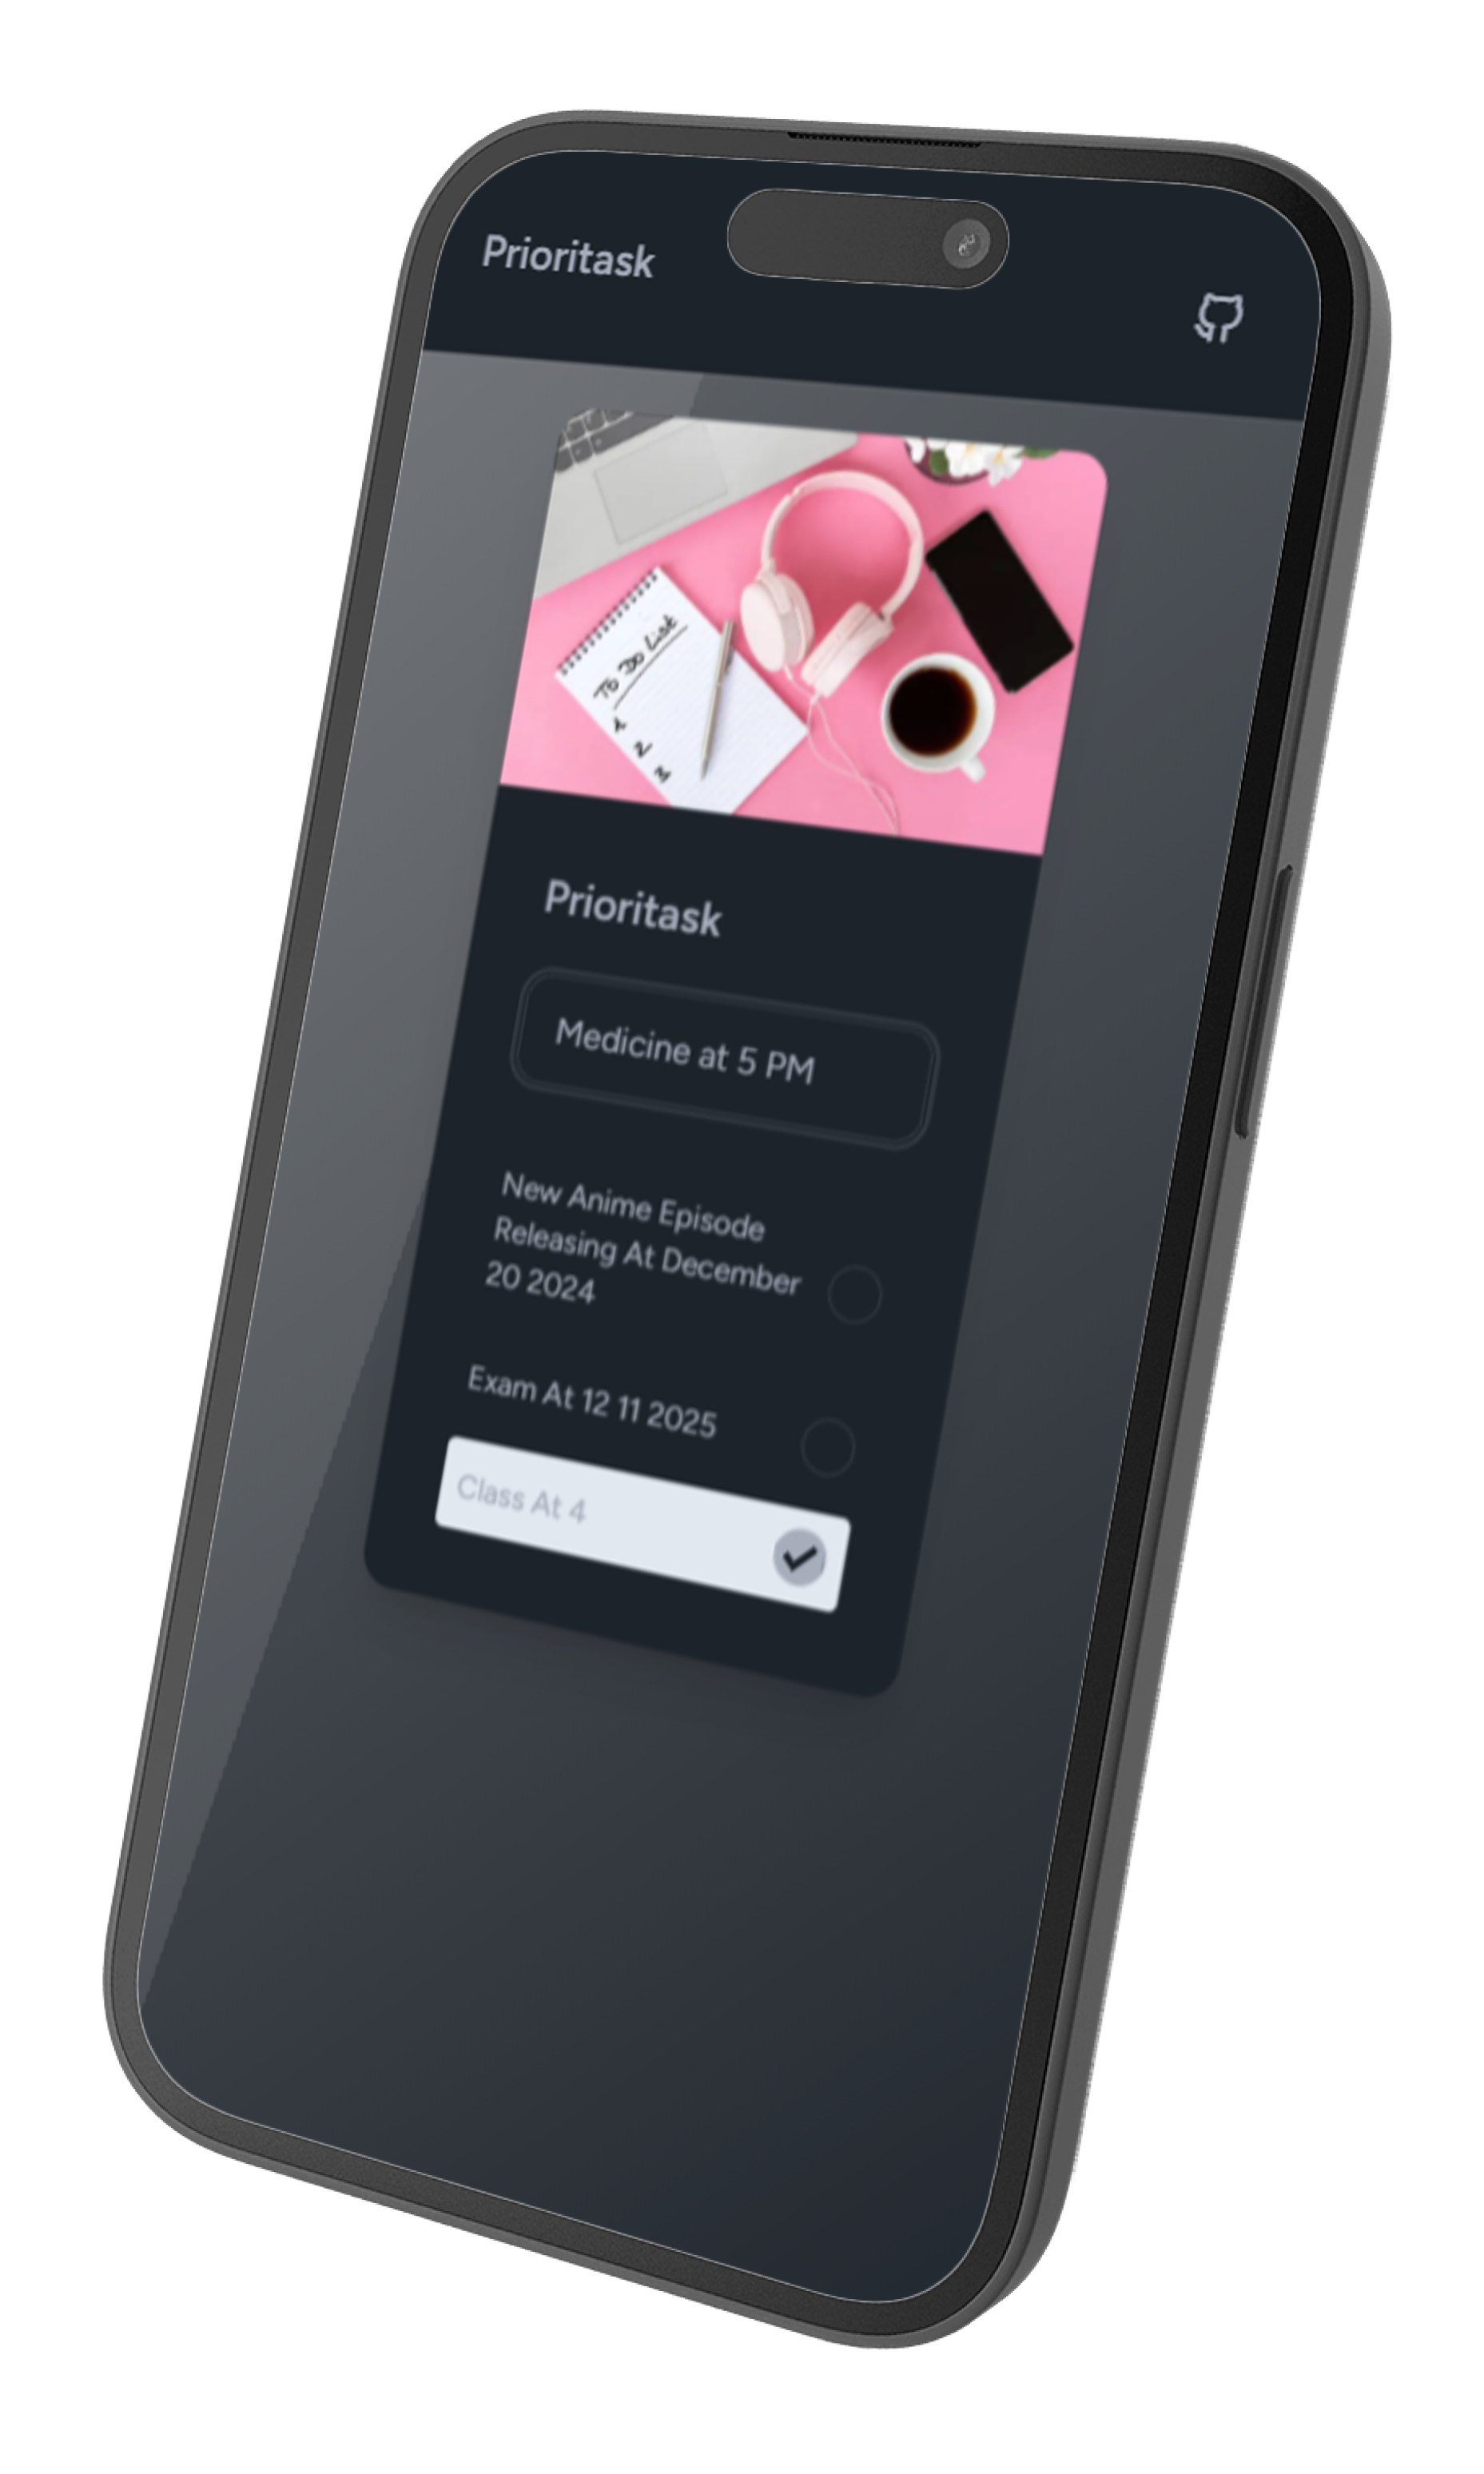 Prioritask
To Do List
1
2
3
Prioritask
Medicine at 5 PM
New Anime Episode
Releasing At December
20 2024
Exam At 12 11 2025
Class At 4